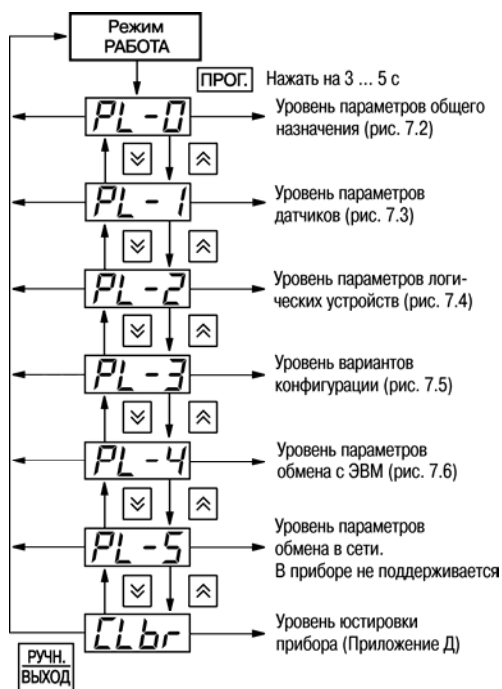 Режим
РАБОТА
ПРОГ. Нажать на 3 ... 5 с
PL-0
Уровень параметров общего
назначения (рис. 7.2)
PL-1
Уровень параметров
датчиков (рис. 7.3)
PL-2
Уровень параметров логи-
ческих устройств (рис. 7.4)
PL-3
Уровень вариантов
конфигурации (рис. 7.5)
PL-4
Уровень параметров
обмена с ЭВМ (рис. 7.6)
PL-5
Уровень параметров
обмена в сети.
В приборе не поддерживается
CLbr
Уровень юстировки
прибора (Приложение Д)
РУЧН.
ВЫХОД